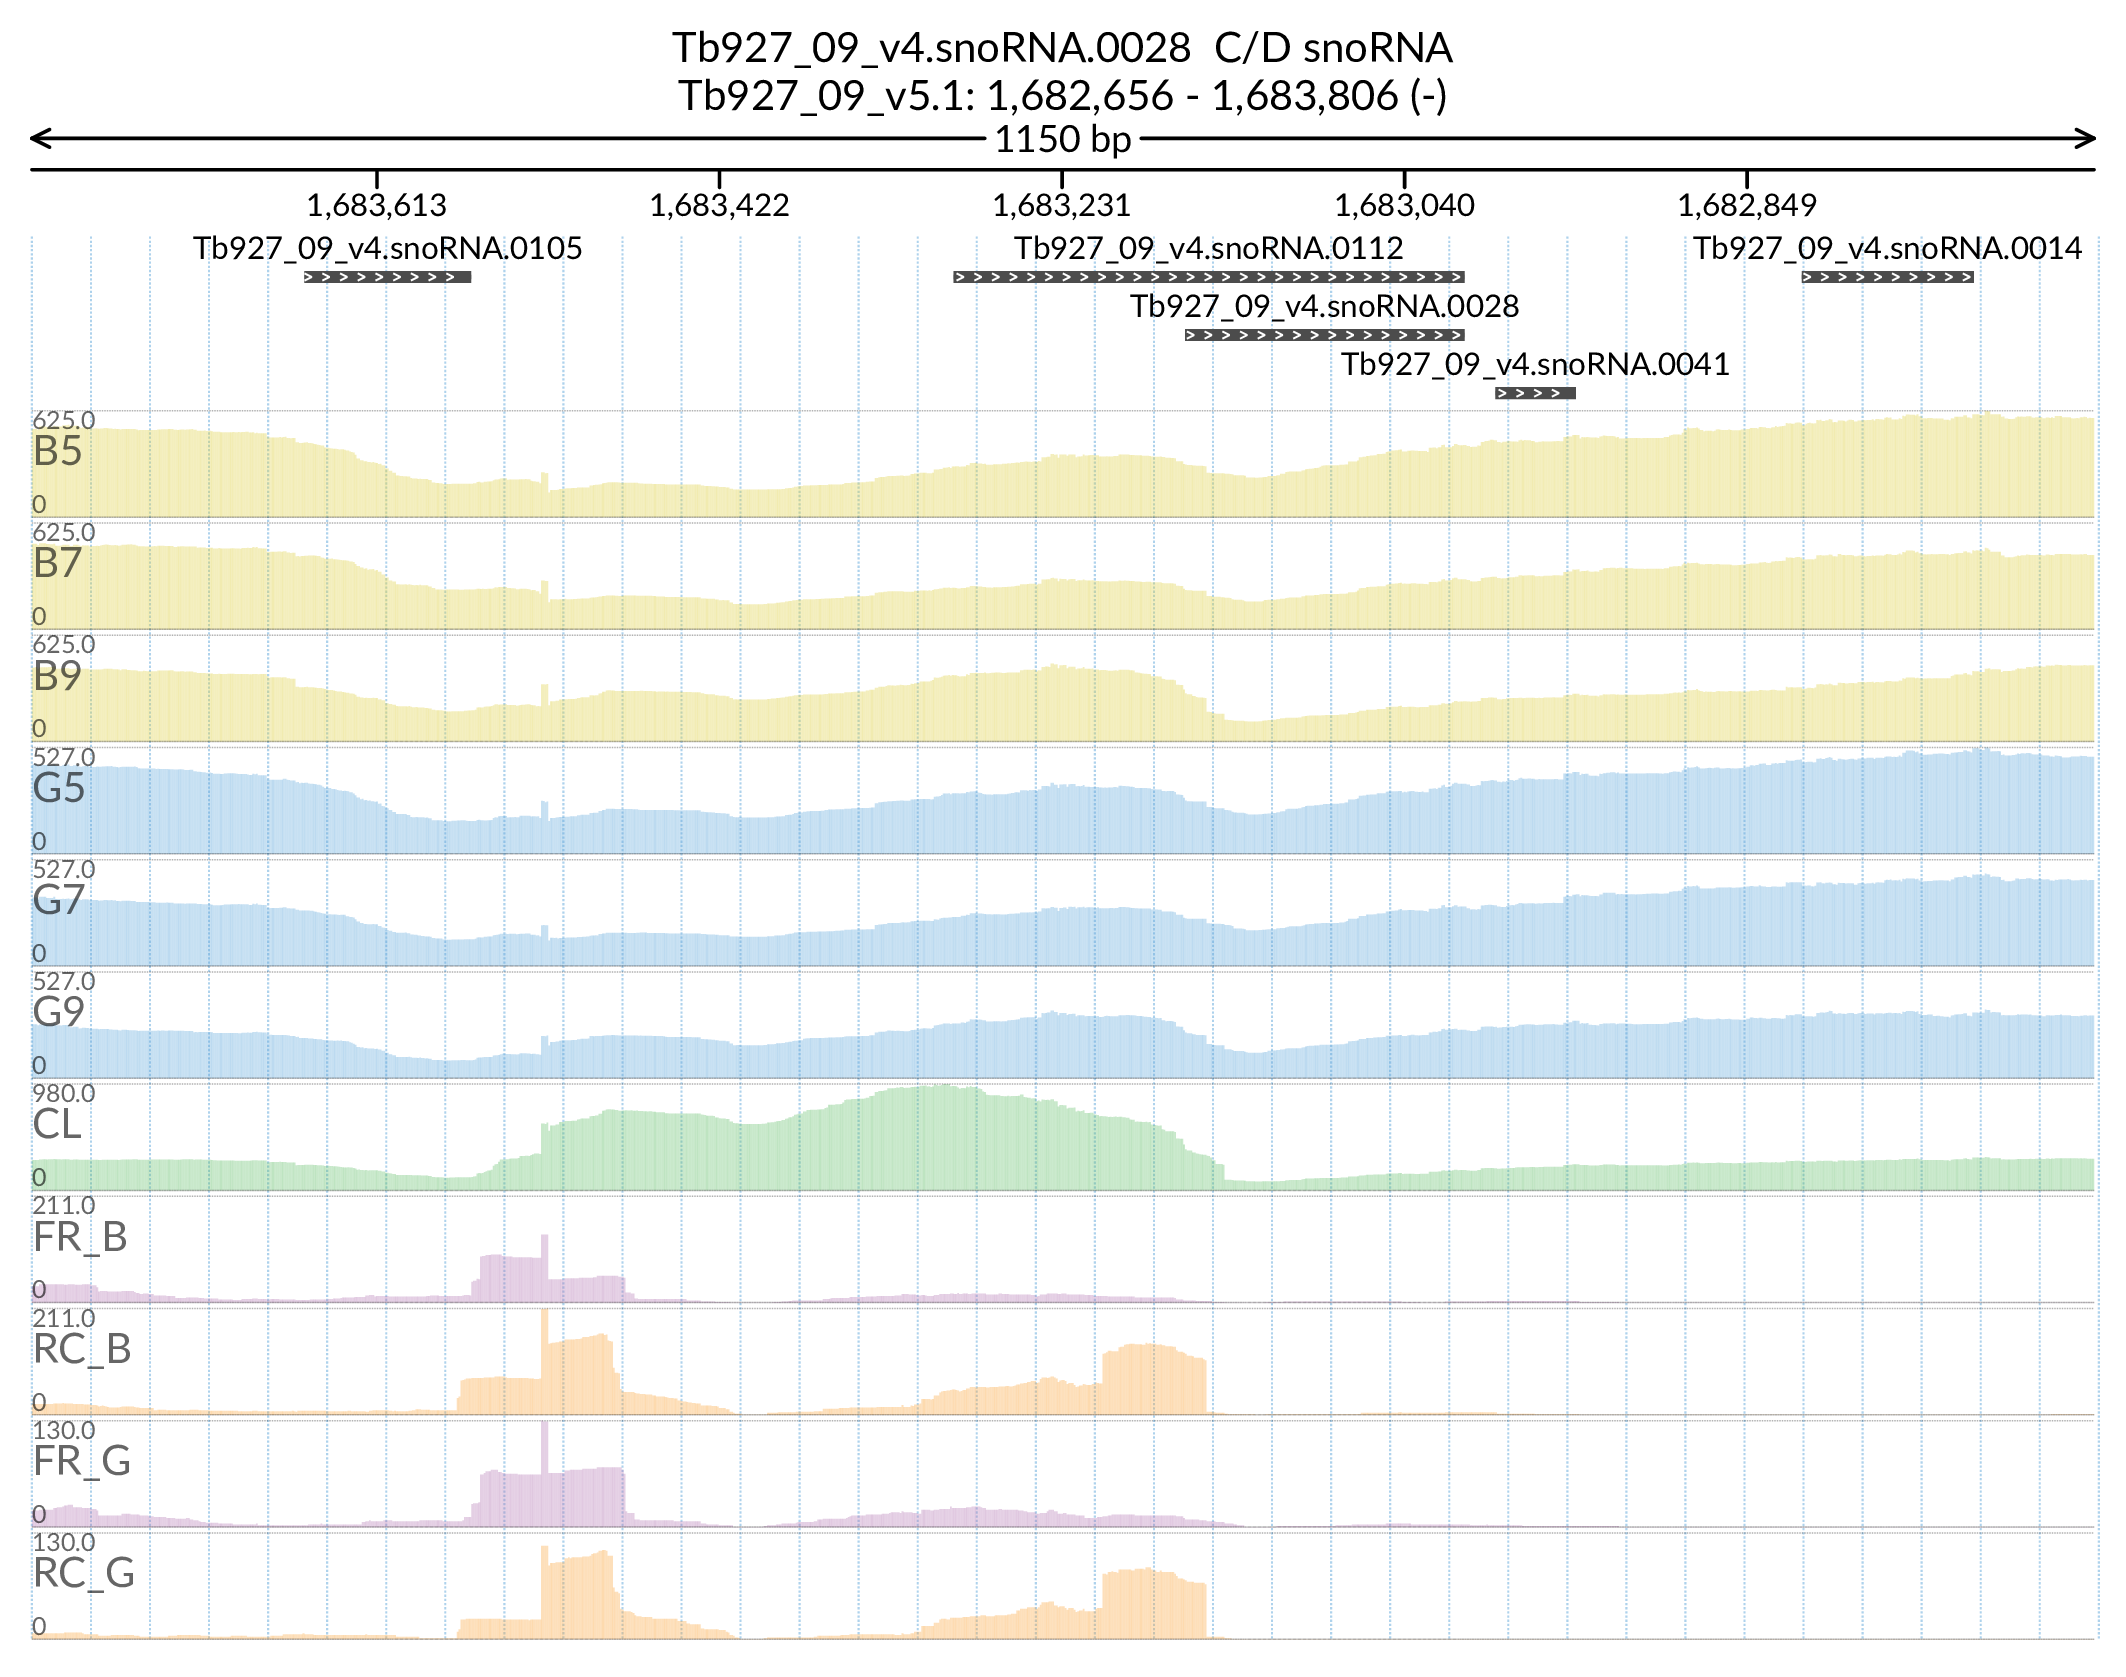 Tb927_09_v4.snoRNA.0028  C/D snoRNA
Tb927_09_v5.1: 1,682,656 - 1,683,806 (-)
1150 bp
1,683,613 1,683,422 1,683,231 1,683,040 1,682,849
Tb927_09_v4.snoRNA.0105 Tb927_09_v4.snoRNA.0112 Tb927_09_v4.snoRNA.0014
Tb927_09_v4.snoRNA.0028
Tb927_09_v4.snoRNA.0041
625.0
B5
0
625.0
B7
0
625.0
B9
0
527.0
G5
0
527.0
G7
0
527.0
G9
0
980.0
CL
0
211.0
FR_B
0
211.0
RC_B
0
130.0
FR_G
0
130.0
RC_G
0